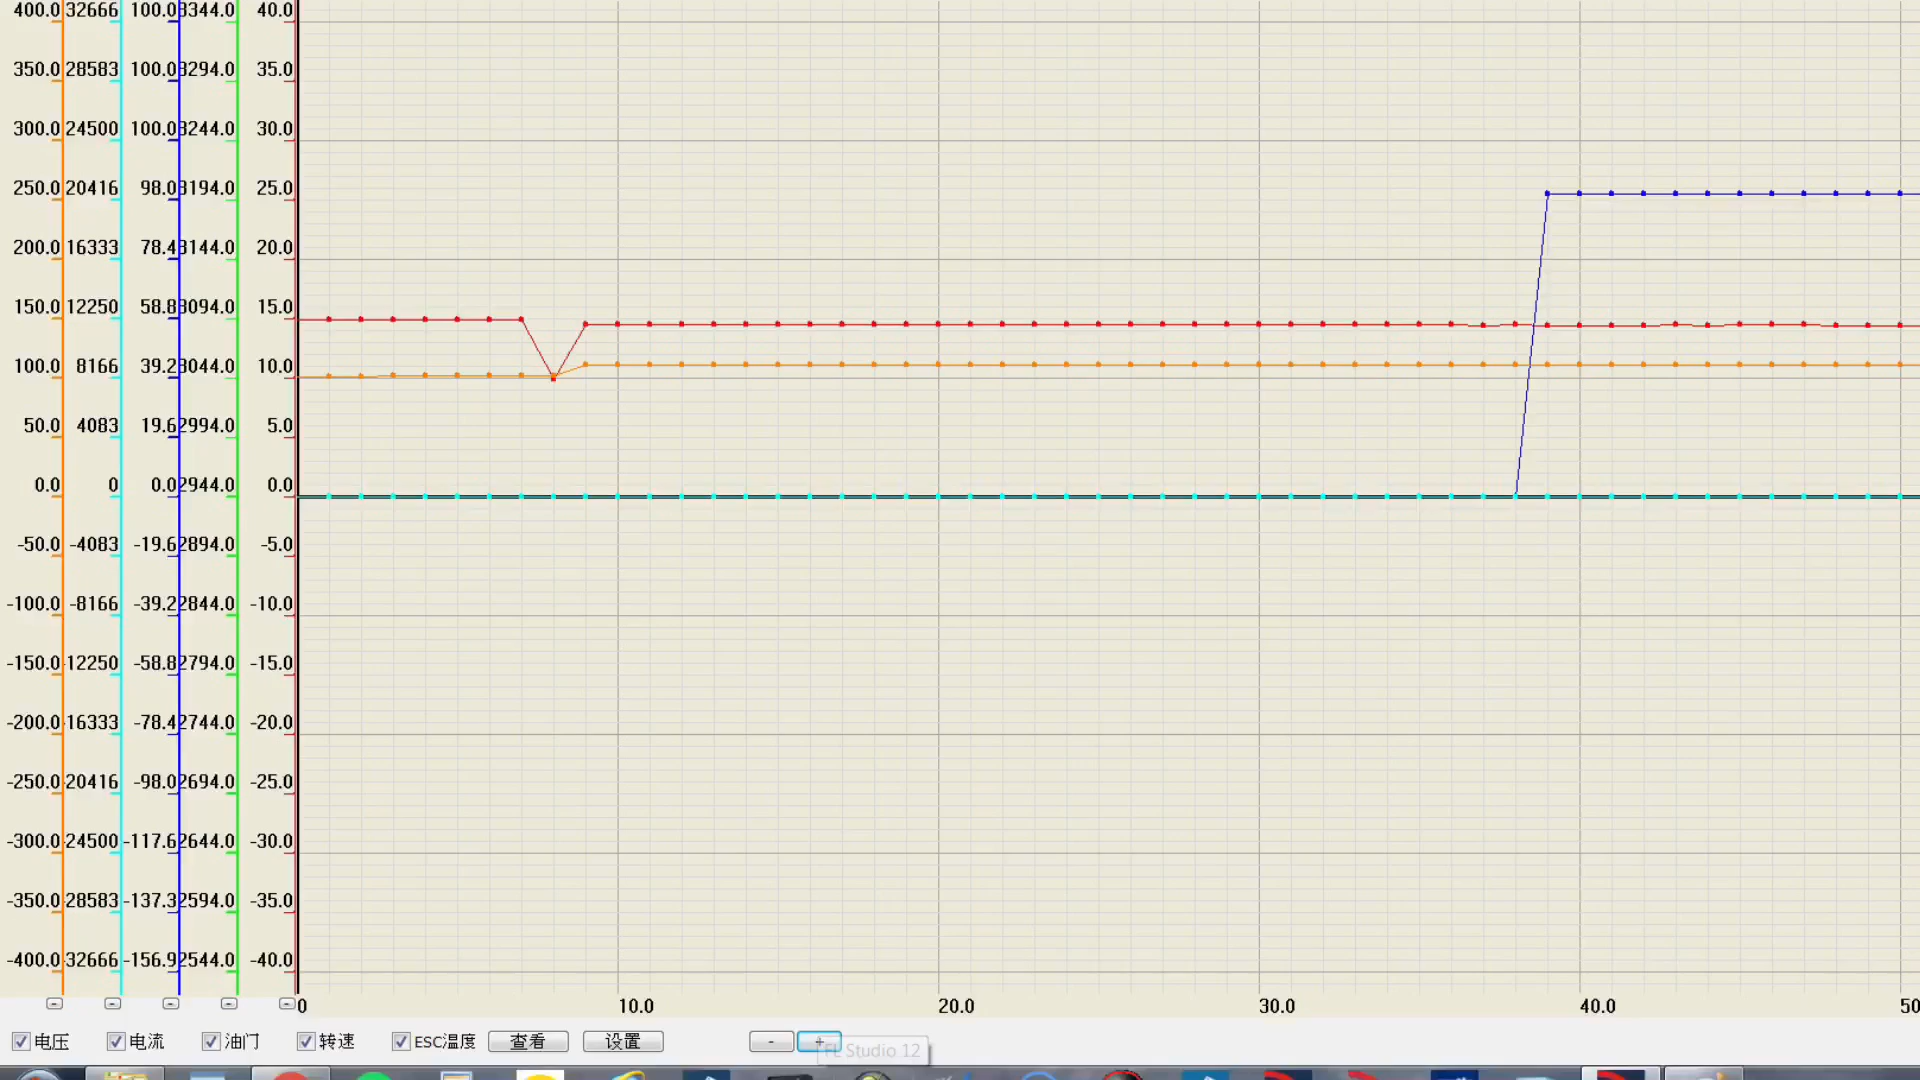 400.0 32666 100.0 3344.0 40.0
350.0 28583 100.0 3294.0 35.0
300.0 24500 100.0 3244.0 30.0
250.0 20416 98.0 3194.0 25.0
200.0 16333 78.4 3144.0 20.0
150.0 12250 58.8 3094.0 15.0
100.0 8166 39.2 3044.0 10.0
50.0 4083 19.6 2994.0 5.0
0.0 0 0.0 2944.0 0.0
-50.0 -4083 -19.6 2894.0 -5.0
-100.0 -8166 -39.2 2844.0 -10.0
-150.0 12250 -58.8 2794.0 -15.0
-200.0 16333 -78.4 2744.0 -20.0
-250.0 20416 -98.0 2694.0 -25.0
-300.0 24500 -117.6 2644.0 -30.0
-350.0 28583 -137.3 2594.0 -35.0
-400.0 32666 -156.9 2544.0 -40.0
0 10.0 20.0 30.0 40.0 50
电压 电流 油门 转速 ESC温度 查看 设置 - +
FL Studio 12